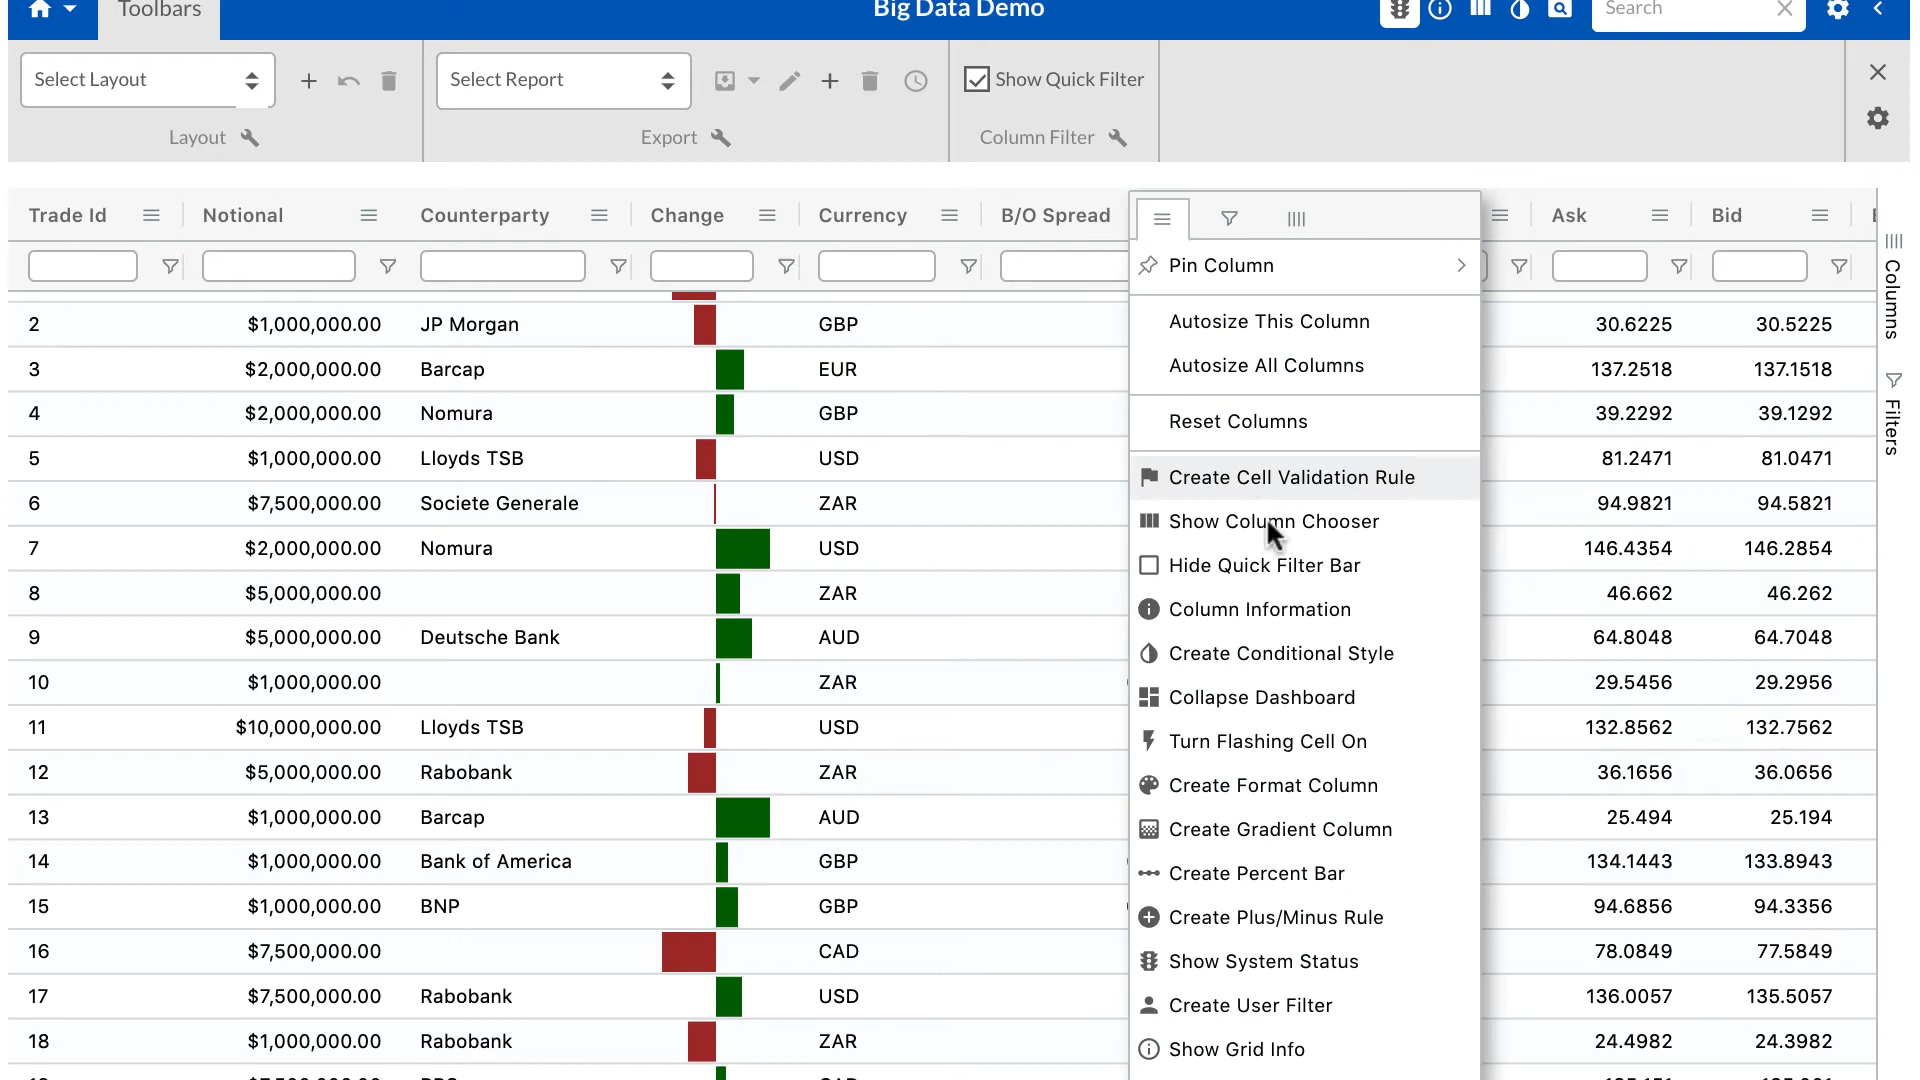 Toolbars
Big Data Demo
Search
Select Layout
Select Report
Show Quick Filter
Layout
Export
Column Filter
Trade Id Notional Counterparty Change Currency B/O Spread Ask Bid
2 $1,000,000.00 JP Morgan GBP 30.6225 30.5225
3 $2,000,000.00 Barcap EUR 137.2518 137.1518
4 $2,000,000.00 Nomura GBP 39.2292 39.1292
5 $1,000,000.00 Lloyds TSB USD 81.2471 81.0471
6 $7,500,000.00 Societe Generale ZAR 94.9821 94.5821
7 $2,000,000.00 Nomura USD 146.4354 146.2854
8 $5,000,000.00 ZAR 46.662 46.262
9 $5,000,000.00 Deutsche Bank AUD 64.8048 64.7048
10 $1,000,000.00 ZAR 29.5456 29.2956
11 $10,000,000.00 Lloyds TSB USD 132.8562 132.7562
12 $5,000,000.00 Rabobank ZAR 36.1656 36.0656
13 $1,000,000.00 Barcap AUD 25.494 25.194
14 $1,000,000.00 Bank of America GBP 134.1443 133.8943
15 $1,000,000.00 BNP GBP 94.6856 94.3356
16 $7,500,000.00 CAD 78.0849 77.5849
17 $7,500,000.00 Rabobank USD 136.0057 135.5057
18 $1,000,000.00 Rabobank ZAR 24.4982 24.3982
Pin Column
Autosize This Column
Autosize All Columns
Reset Columns
Create Cell Validation Rule
Show Column Chooser
Hide Quick Filter Bar
Column Information
Create Conditional Style
Collapse Dashboard
Turn Flashing Cell On
Create Format Column
Create Gradient Column
Create Percent Bar
Create Plus/Minus Rule
Show System Status
Create User Filter
Show Grid Info
Columns
Filters